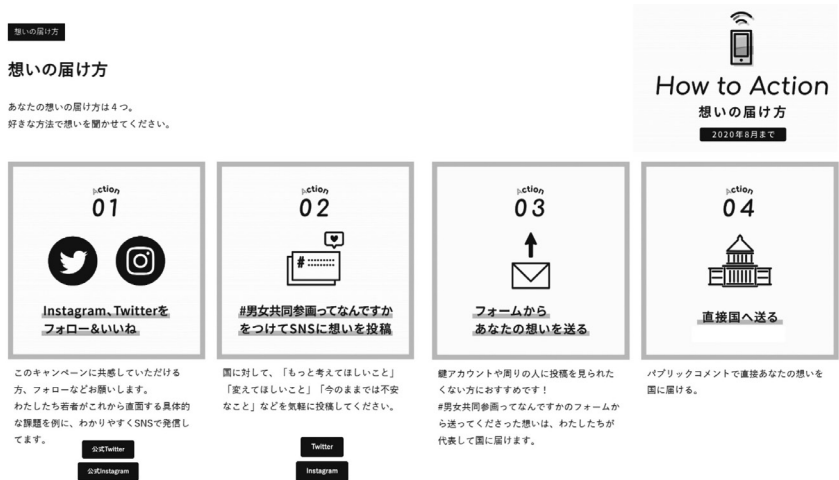 想いの届け方
想いの届け方
あなたの想いの届け方は4つ。
好きな方法で想いを聞かせてください。
How to Action
想いの届け方
2020年8月まで
Action
01
Instagram、Twitterを
フォロー&いいね
このキャンペーンに共感していただける
方、フォローなどお願いします。
わたしたち若者がこれから直面する具体的
な課題を例に、わかりやすくSNSで発信し
てます。
公式Twitter
公式Instagram
Action
02
#
#男女共同参画ってなんですか
をつけてSNSに想いを投稿
国に対して、「もっと考えてほしいこと」
「変えてほしいこと」「今のままでは不安
なこと」などを気軽に投稿してください。
Twitter
Instagram
Action
03
フォームから
あなたの想いを送る
鍵アカウントや周りの人に投稿を見られた
くない方におすすめです!
#男女共同参画ってなんですかのフォームか
ら送ってくださった想いは、わたしたちが
代表して国に届けます。
Action
04
直接国へ送る
パブリックコメントで直接あなたの想いを
国に届ける。